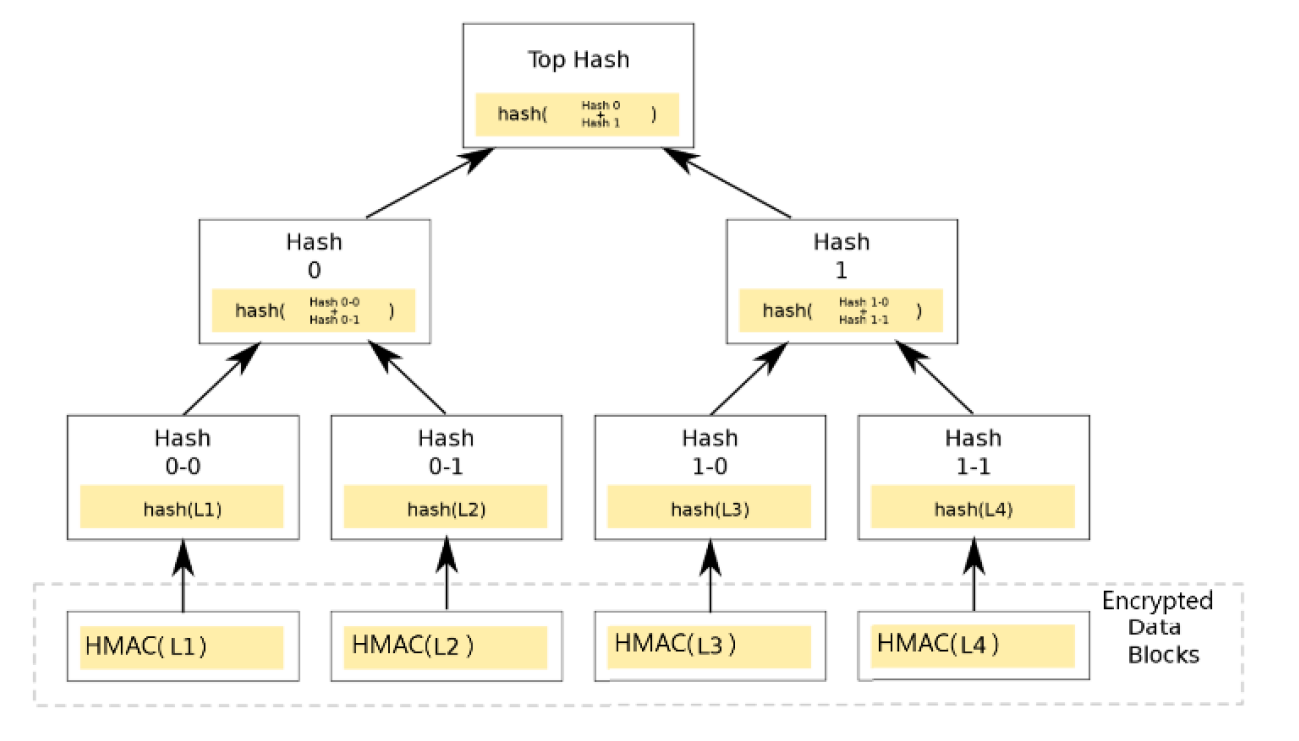 Top Hash
hash( Hash 0 + Hash 1 )
Hash
0
hash( Hash 0-0 + Hash 0-1 )
Hash
1
hash( Hash 1-0 + Hash 1-1 )
Hash
0-0
hash(L1)
Hash
0-1
hash(L2)
Hash
1-0
hash(L3)
Hash
1-1
hash(L4)
HMAC(L1)
HMAC(L2 )
HMAC(L3 )
HMAC(L4 )
Encrypted
Data
Blocks